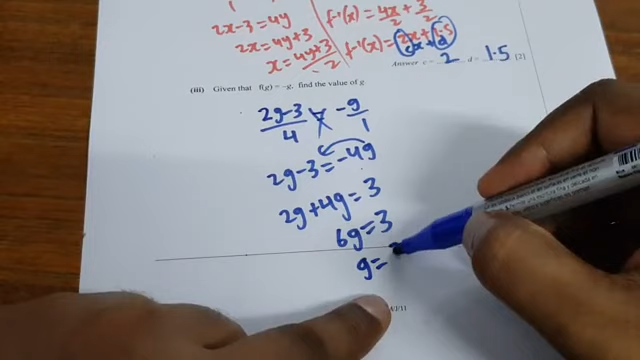 2x-3=4y
2x=4y+3
x=4y+3/2
f⁻¹(x)=4x/2+3/2
f⁻¹(x)=2x+1.5
cx+d
Answer c= 2 d= 1.5 [2]
(iii) Given that f(g) = –g, find the value of g.
2g-3/4 = -g/1
2g-3=-4g
2g+4g=3
6g=3
g=